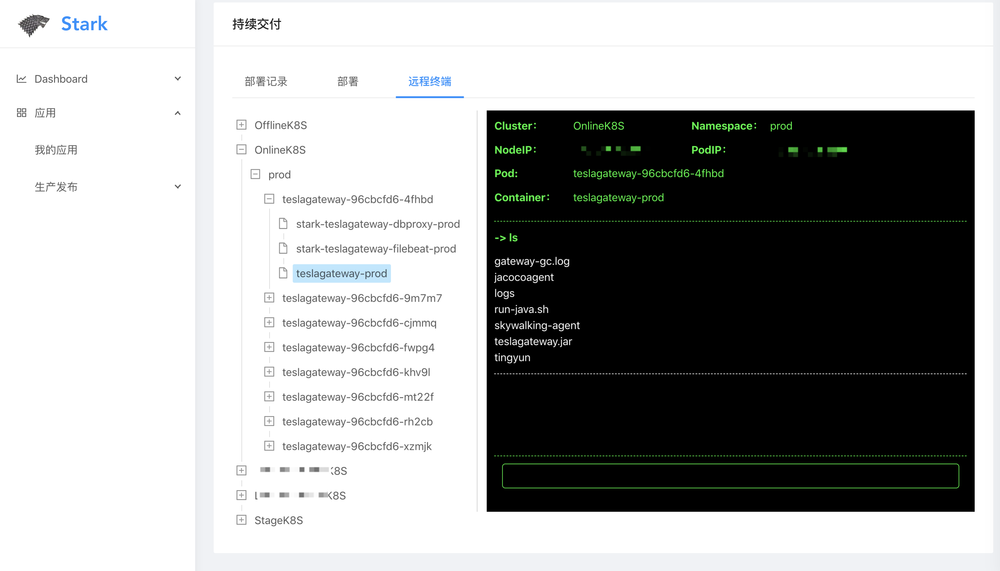 Stark
Dashboard
应用
我的应用
生产发布
持续交付
部署记录 部署 远程终端
OfflineK8S
OnlineK8S
prod
teslagateway-96cbcfd6-4fhbd
stark-teslagateway-dbproxy-prod
stark-teslagateway-filebeat-prod
teslagateway-prod
teslagateway-96cbcfd6-9m7m7
teslagateway-96cbcfd6-cjmmq
teslagateway-96cbcfd6-fwpg4
teslagateway-96cbcfd6-khv9l
teslagateway-96cbcfd6-mt22f
teslagateway-96cbcfd6-rh2cb
teslagateway-96cbcfd6-xzmjk
K8S
K8S
StageK8S
Cluster： OnlineK8S Namespace： prod
NodeIP： PodIP：
Pod: teslagateway-96cbcfd6-4fhbd
Container： teslagateway-prod
-> ls
gateway-gc.log
jacocoagent
logs
run-java.sh
skywalking-agent
teslagateway.jar
tingyun